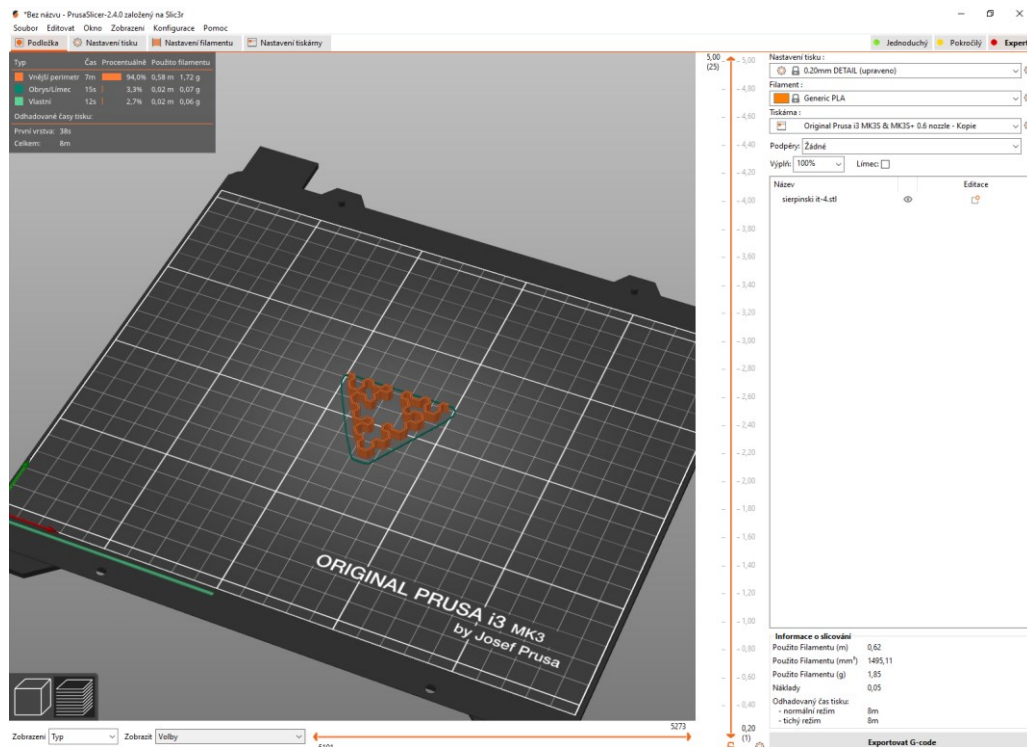 *Bez názvu - PrusaSlicer-2.4.0 založený na Slic3r
Soubor Editovat Okno Zobrazení Konfigurace Pomoc
Podložka Nastavení tisku Nastavení filamentu Nastavení tiskárny Jednoduchý Pokročilý Expert
Typ Čas Procentuálně Použito filamentu
Vnější perimetr 7m 94,0% 0,58 m 1,72 g
Obrys/Límec 15s 3,3% 0,02 m 0,07 g
Vlastní 12s 2,7% 0,02 m 0,06 g
Odhadované časy tisku:
První vrstva: 38s
Celkem: 8m
5,00
(25)
5,00
4,80
4,60
4,40
4,20
4,00
3,80
3,60
3,40
3,20
3,00
2,80
2,60
2,40
2,20
2,00
1,80
1,60
1,40
1,20
1,00
0,80
0,60
0,40
0,20
(1)
Nastavení tisku :
0.20mm DETAIL (upraveno)
Filament :
Generic PLA
Tiskárna :
Original Prusa i3 MK3S & MK3S+ 0.6 nozzle - Kopie
Podpěry: Žádné
Výplň: 100% Límec:
Název Editace
sierpinski it-4.stl
ORIGINAL PRUSA i3 MK3
by Josef Prusa
Informace o slicování
Použito Filamentu (m) 0,62
Použito Filamentu (mm³) 1495,11
Použito Filamentu (g) 1,85
Náklady 0,05
Odhadovaný čas tisku:
- normální režim 8m
- tichý režim 8m
Exportovat G-code
Zobrazení Typ Zobrazit Volby
5273
5191